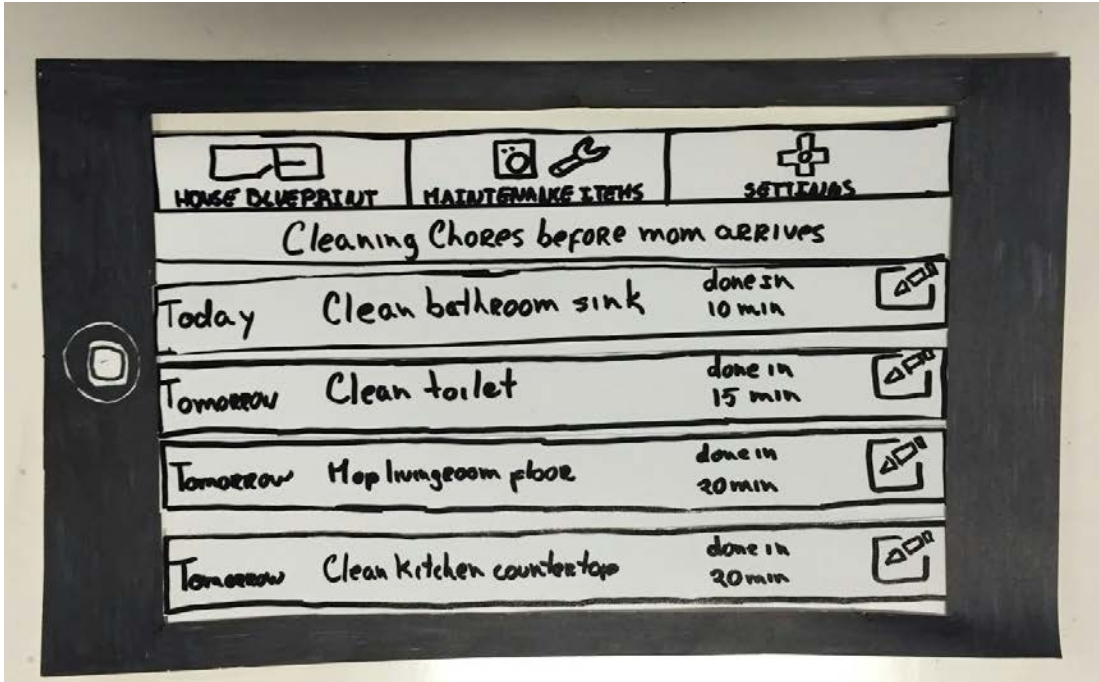 HOUSE BLUEPRINT
MAINTENANCE ITEMS
SETTINGS
Cleaning Chores before mom arrives
Today Clean bathroom sink done in 10 min
Tomorrow Clean toilet done in 15 min
Tomorrow Mop livingroom floor done in 20 min
Tomorrow Clean kitchen countertop done in 20 min